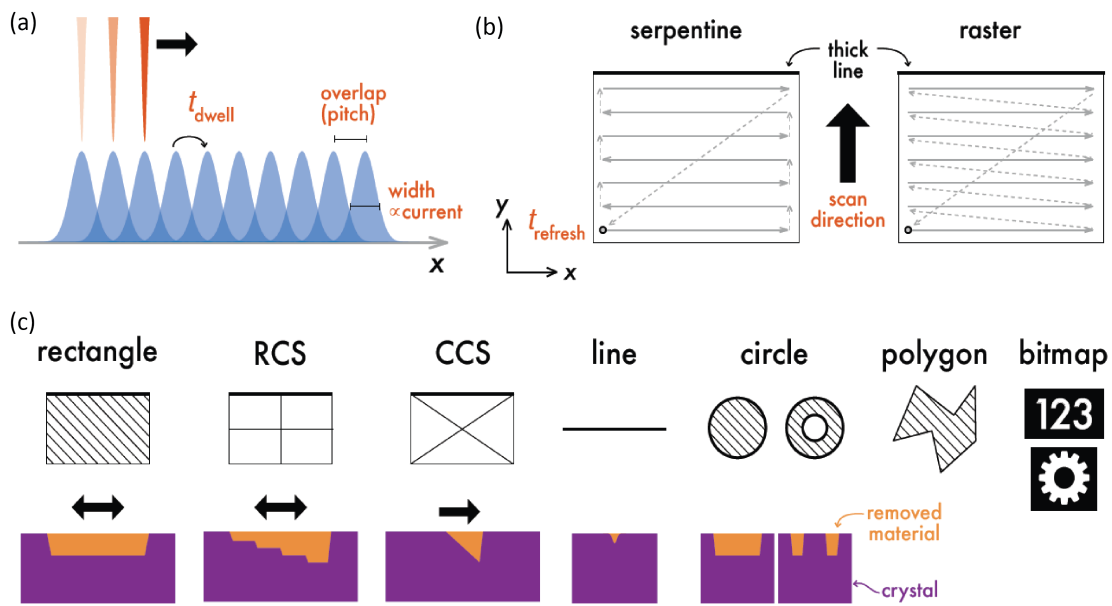 (a)
t dwell
overlap
(pitch)
width
∝current
x
(b)
serpentine
raster
thick
line
scan
direction
t refresh
y
x
(c)
rectangle
RCS
CCS
line
circle
polygon
bitmap
123
removed
material
crystal